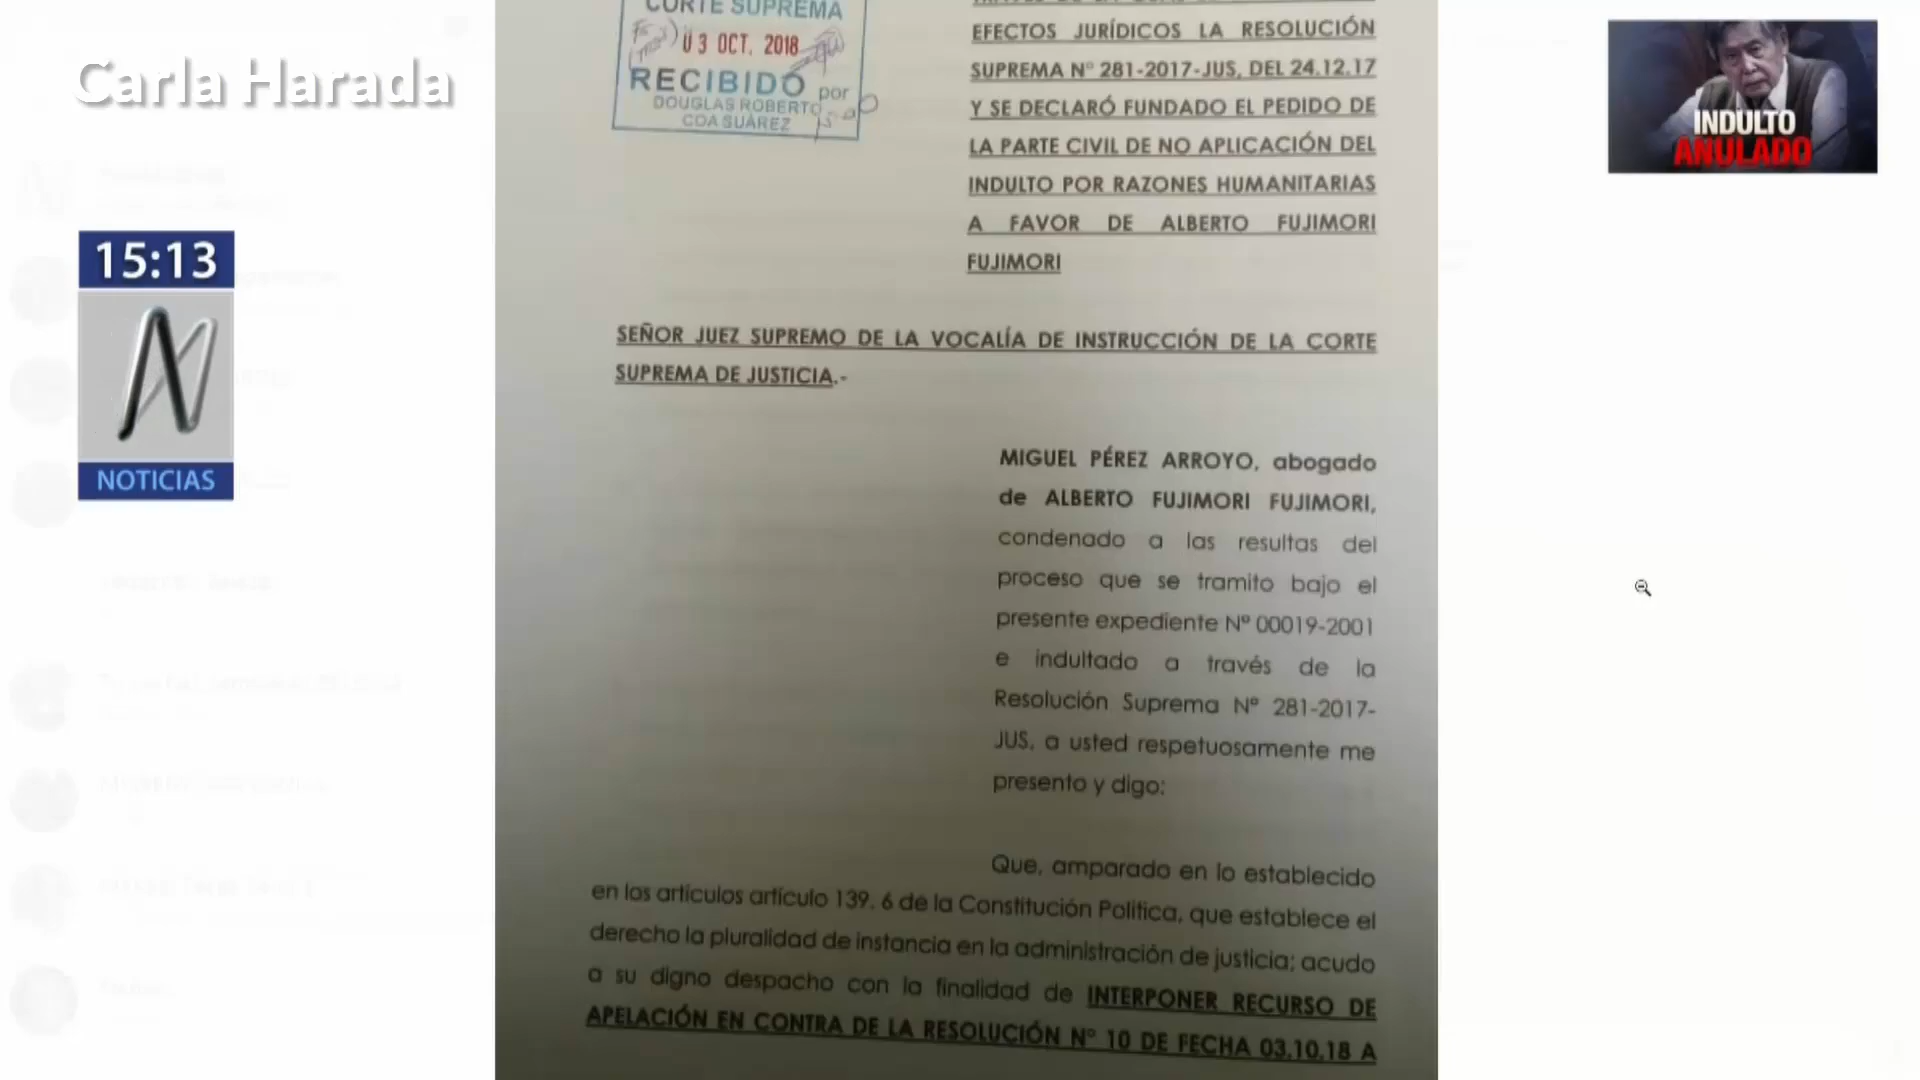 Carla Harada
15:13
NOTICIAS
INDULTO
ANULADO
CORTE SUPREMA
03 OCT. 2018
RECIBIDO por
DOUGLAS ROBERTO
COA SUÁREZ
EFECTOS JURÍDICOS LA RESOLUCIÓN
SUPREMA Nº 281-2017-JUS, DEL 24.12.17
Y SE DECLARÓ FUNDADO EL PEDIDO DE
LA PARTE CIVIL DE NO APLICACIÓN DEL
INDULTO POR RAZONES HUMANITARIAS
A FAVOR DE ALBERTO FUJIMORI
FUJIMORI
SEÑOR JUEZ SUPREMO DE LA VOCALÍA DE INSTRUCCIÓN DE LA CORTE
SUPREMA DE JUSTICIA.-
MIGUEL PÉREZ ARROYO, abogado
de ALBERTO FUJIMORI FUJIMORI,
condenado a las resultas del
proceso que se tramito bajo el
presente expediente Nº 00019-2001
e indultado a través de la
Resolución Suprema Nº 281-2017-
JUS, a usted respetuosamente me
presento y digo:
Que, amparado en lo establecido
en los artículos artículo 139. 6 de la Constitución Política, que establece el
derecho la pluralidad de instancia en la administración de justicia; acudo
a su digno despacho con la finalidad de INTERPONER RECURSO DE
APELACIÓN EN CONTRA DE LA RESOLUCIÓN Nº 10 DE FECHA 03.10.18 A